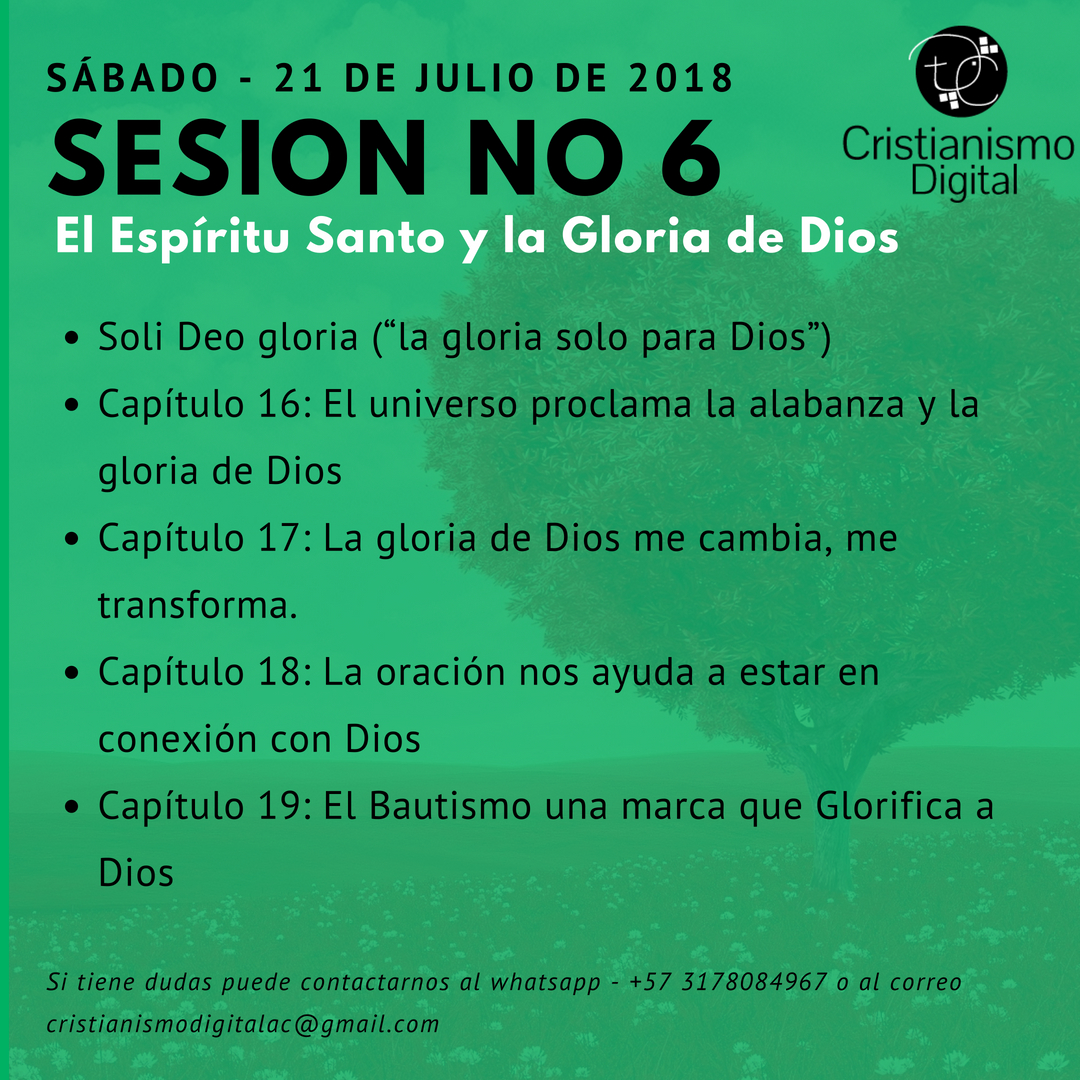 SÁBADO - 21 DE JULIO DE 2018
SESION NO 6
Cristianismo
Digital
El Espíritu Santo y la Gloria de Dios
• Soli Deo gloria (“la gloria solo para Dios”)
• Capítulo 16: El universo proclama la alabanza y la
gloria de Dios
• Capítulo 17: La gloria de Dios me cambia, me
transforma.
• Capítulo 18: La oración nos ayuda a estar en
conexión con Dios
• Capítulo 19: El Bautismo una marca que Glorifica a
Dios
Si tiene dudas puede contactarnos al whatsapp - +57 3178084967 o al correo
cristianismodigitalac@gmail.com